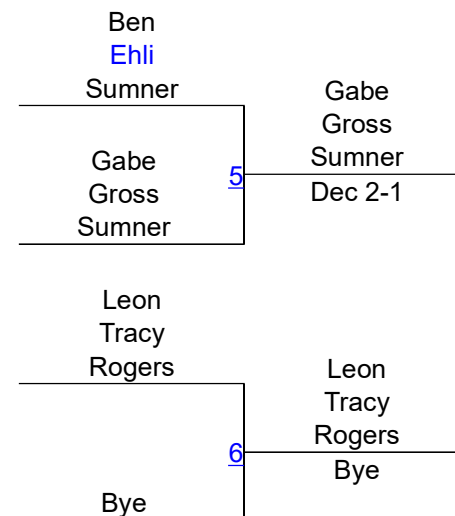 Ben
Ehli
Sumner
Gabe
Gross
Sumner
5
Gabe
Gross
Sumner
Dec 2-1
Leon
Tracy
Rogers
6
Bye
Leon
Tracy
Rogers
Bye